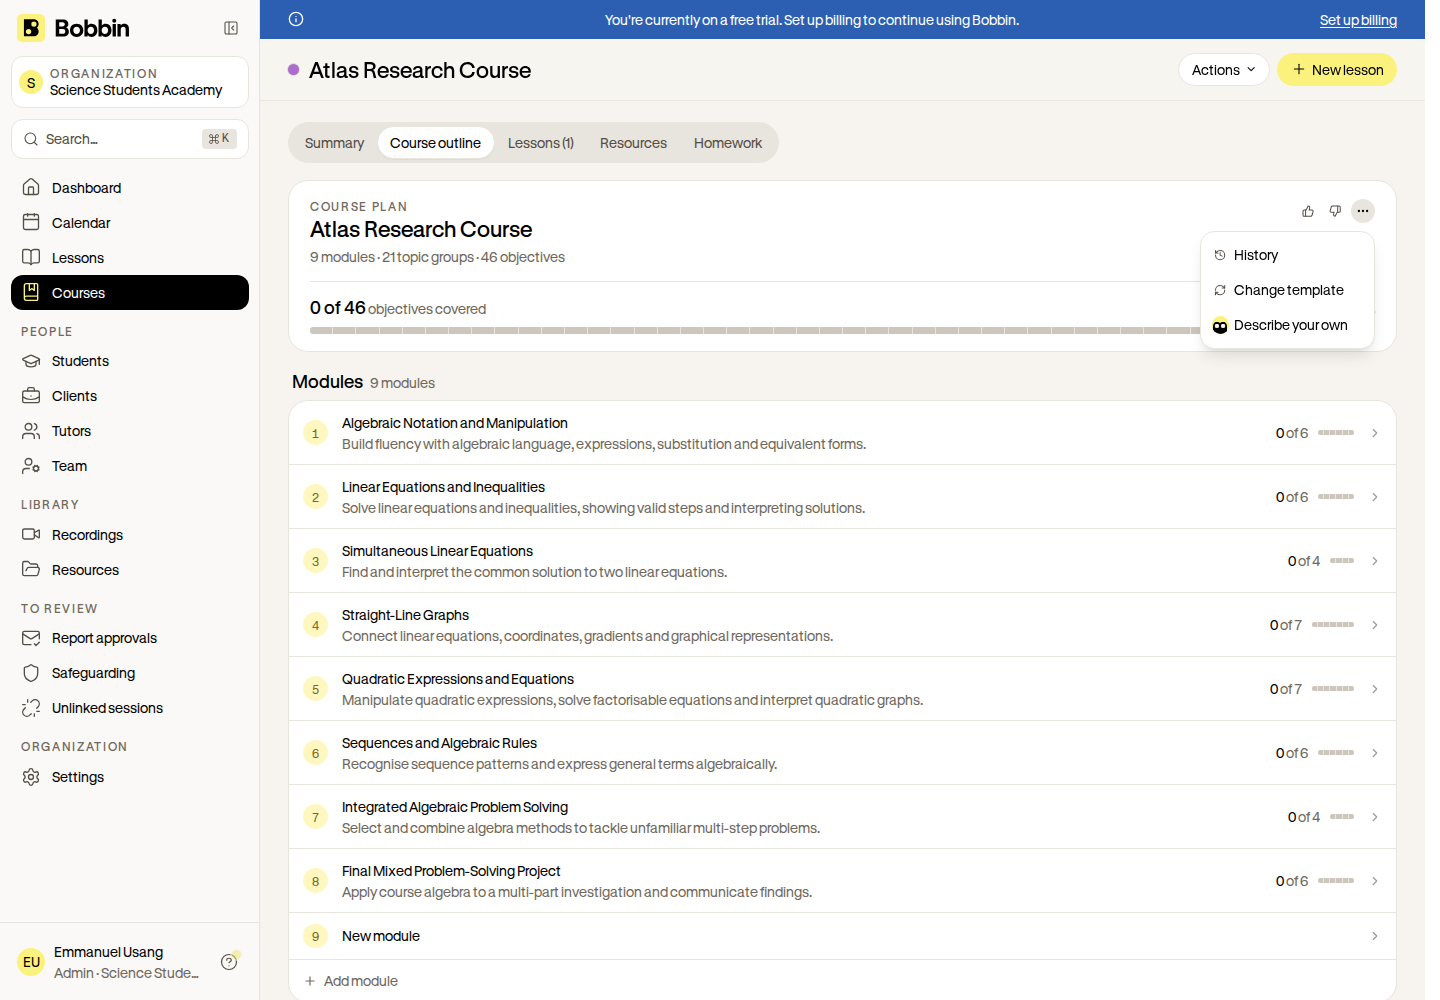 Bobbin
ORGANIZATION
S
Science Students Academy
Search...
⌘ K
Dashboard
Calendar
Lessons
Courses
PEOPLE
Students
Clients
Tutors
Team
LIBRARY
Recordings
Resources
TO REVIEW
Report approvals
Safeguarding
Unlinked sessions
ORGANIZATION
Settings
EU
Emmanuel Usang
Admin · Science Stude...
You're currently on a free trial. Set up billing to continue using Bobbin.
Set up billing
Atlas Research Course
Actions
New lesson
Summary
Course outline
Lessons (1)
Resources
Homework
COURSE PLAN
Atlas Research Course
9 modules · 21 topic groups · 46 objectives
0 of 46 objectives covered
History
Change template
Describe your own
Modules 9 modules
1
Algebraic Notation and Manipulation
Build fluency with algebraic language, expressions, substitution and equivalent forms.
0 of 6
2
Linear Equations and Inequalities
Solve linear equations and inequalities, showing valid steps and interpreting solutions.
0 of 6
3
Simultaneous Linear Equations
Find and interpret the common solution to two linear equations.
0 of 4
4
Straight-Line Graphs
Connect linear equations, coordinates, gradients and graphical representations.
0 of 7
5
Quadratic Expressions and Equations
Manipulate quadratic expressions, solve factorisable equations and interpret quadratic graphs.
0 of 7
6
Sequences and Algebraic Rules
Recognise sequence patterns and express general terms algebraically.
0 of 6
7
Integrated Algebraic Problem Solving
Select and combine algebra methods to tackle unfamiliar multi-step problems.
0 of 4
8
Final Mixed Problem-Solving Project
Apply course algebra to a multi-part investigation and communicate findings.
0 of 6
9
New module
Add module